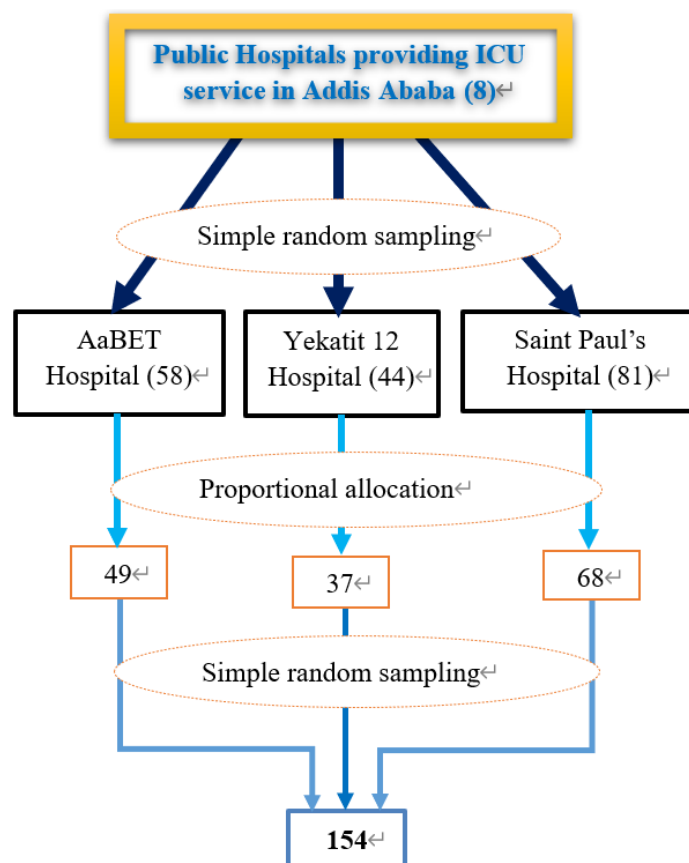 Public Hospitals providing ICU
service in Addis Ababa (8)↵
Simple random sampling↵
AaBET
Hospital (58)↵
Yekatit 12
Hospital (44)↵
Saint Paul’s
Hospital (81)↵
Proportional allocation↵
49↵
37↵
68↵
Simple random sampling↵
154↵